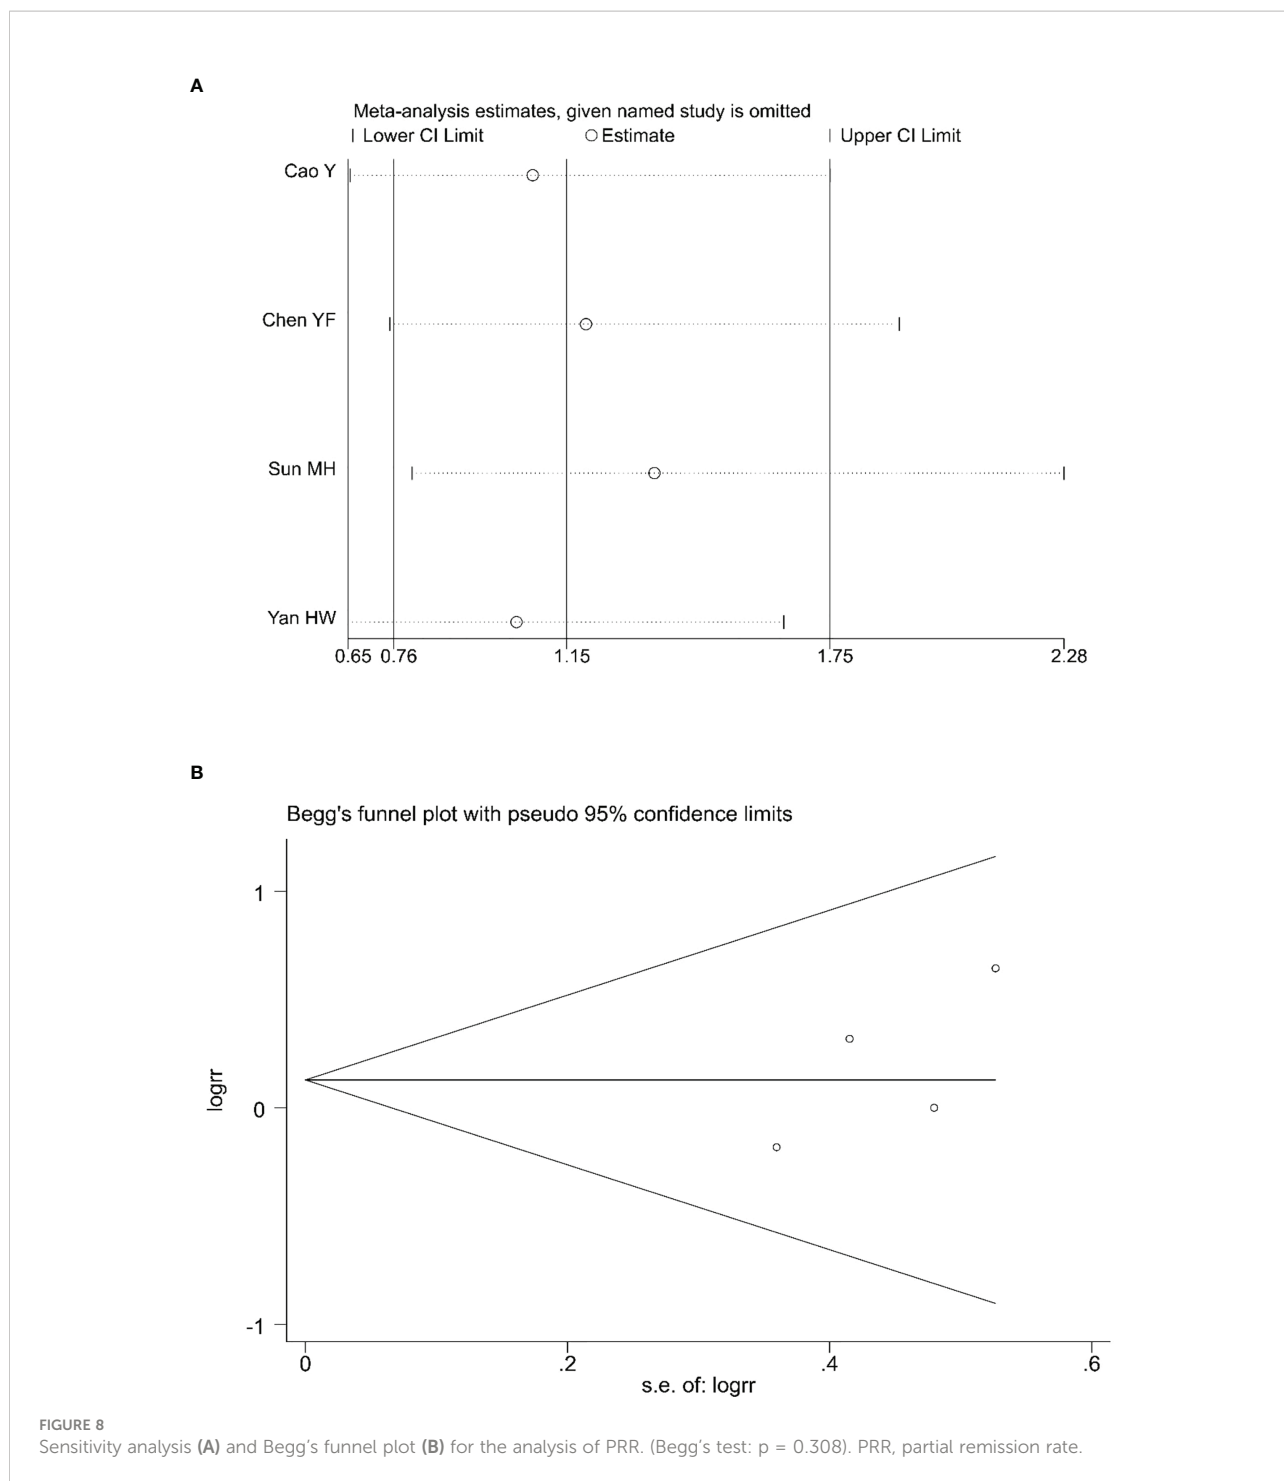 A
Meta-analysis estimates, given named study is omitted
Lower CI Limit Estimate Upper CI Limit
Cao Y
Chen YF
Sun MH
Yan HW
0.65 0.76 1.15 1.75 2.28
B
Begg's funnel plot with pseudo 95% confidence limits
1
0
-1
logrr
0 .2 .4 .6
s.e. of: logrr
FIGURE 8
Sensitivity analysis (A) and Begg’s funnel plot (B) for the analysis of PRR. (Begg’s test: p = 0.308). PRR, partial remission rate.